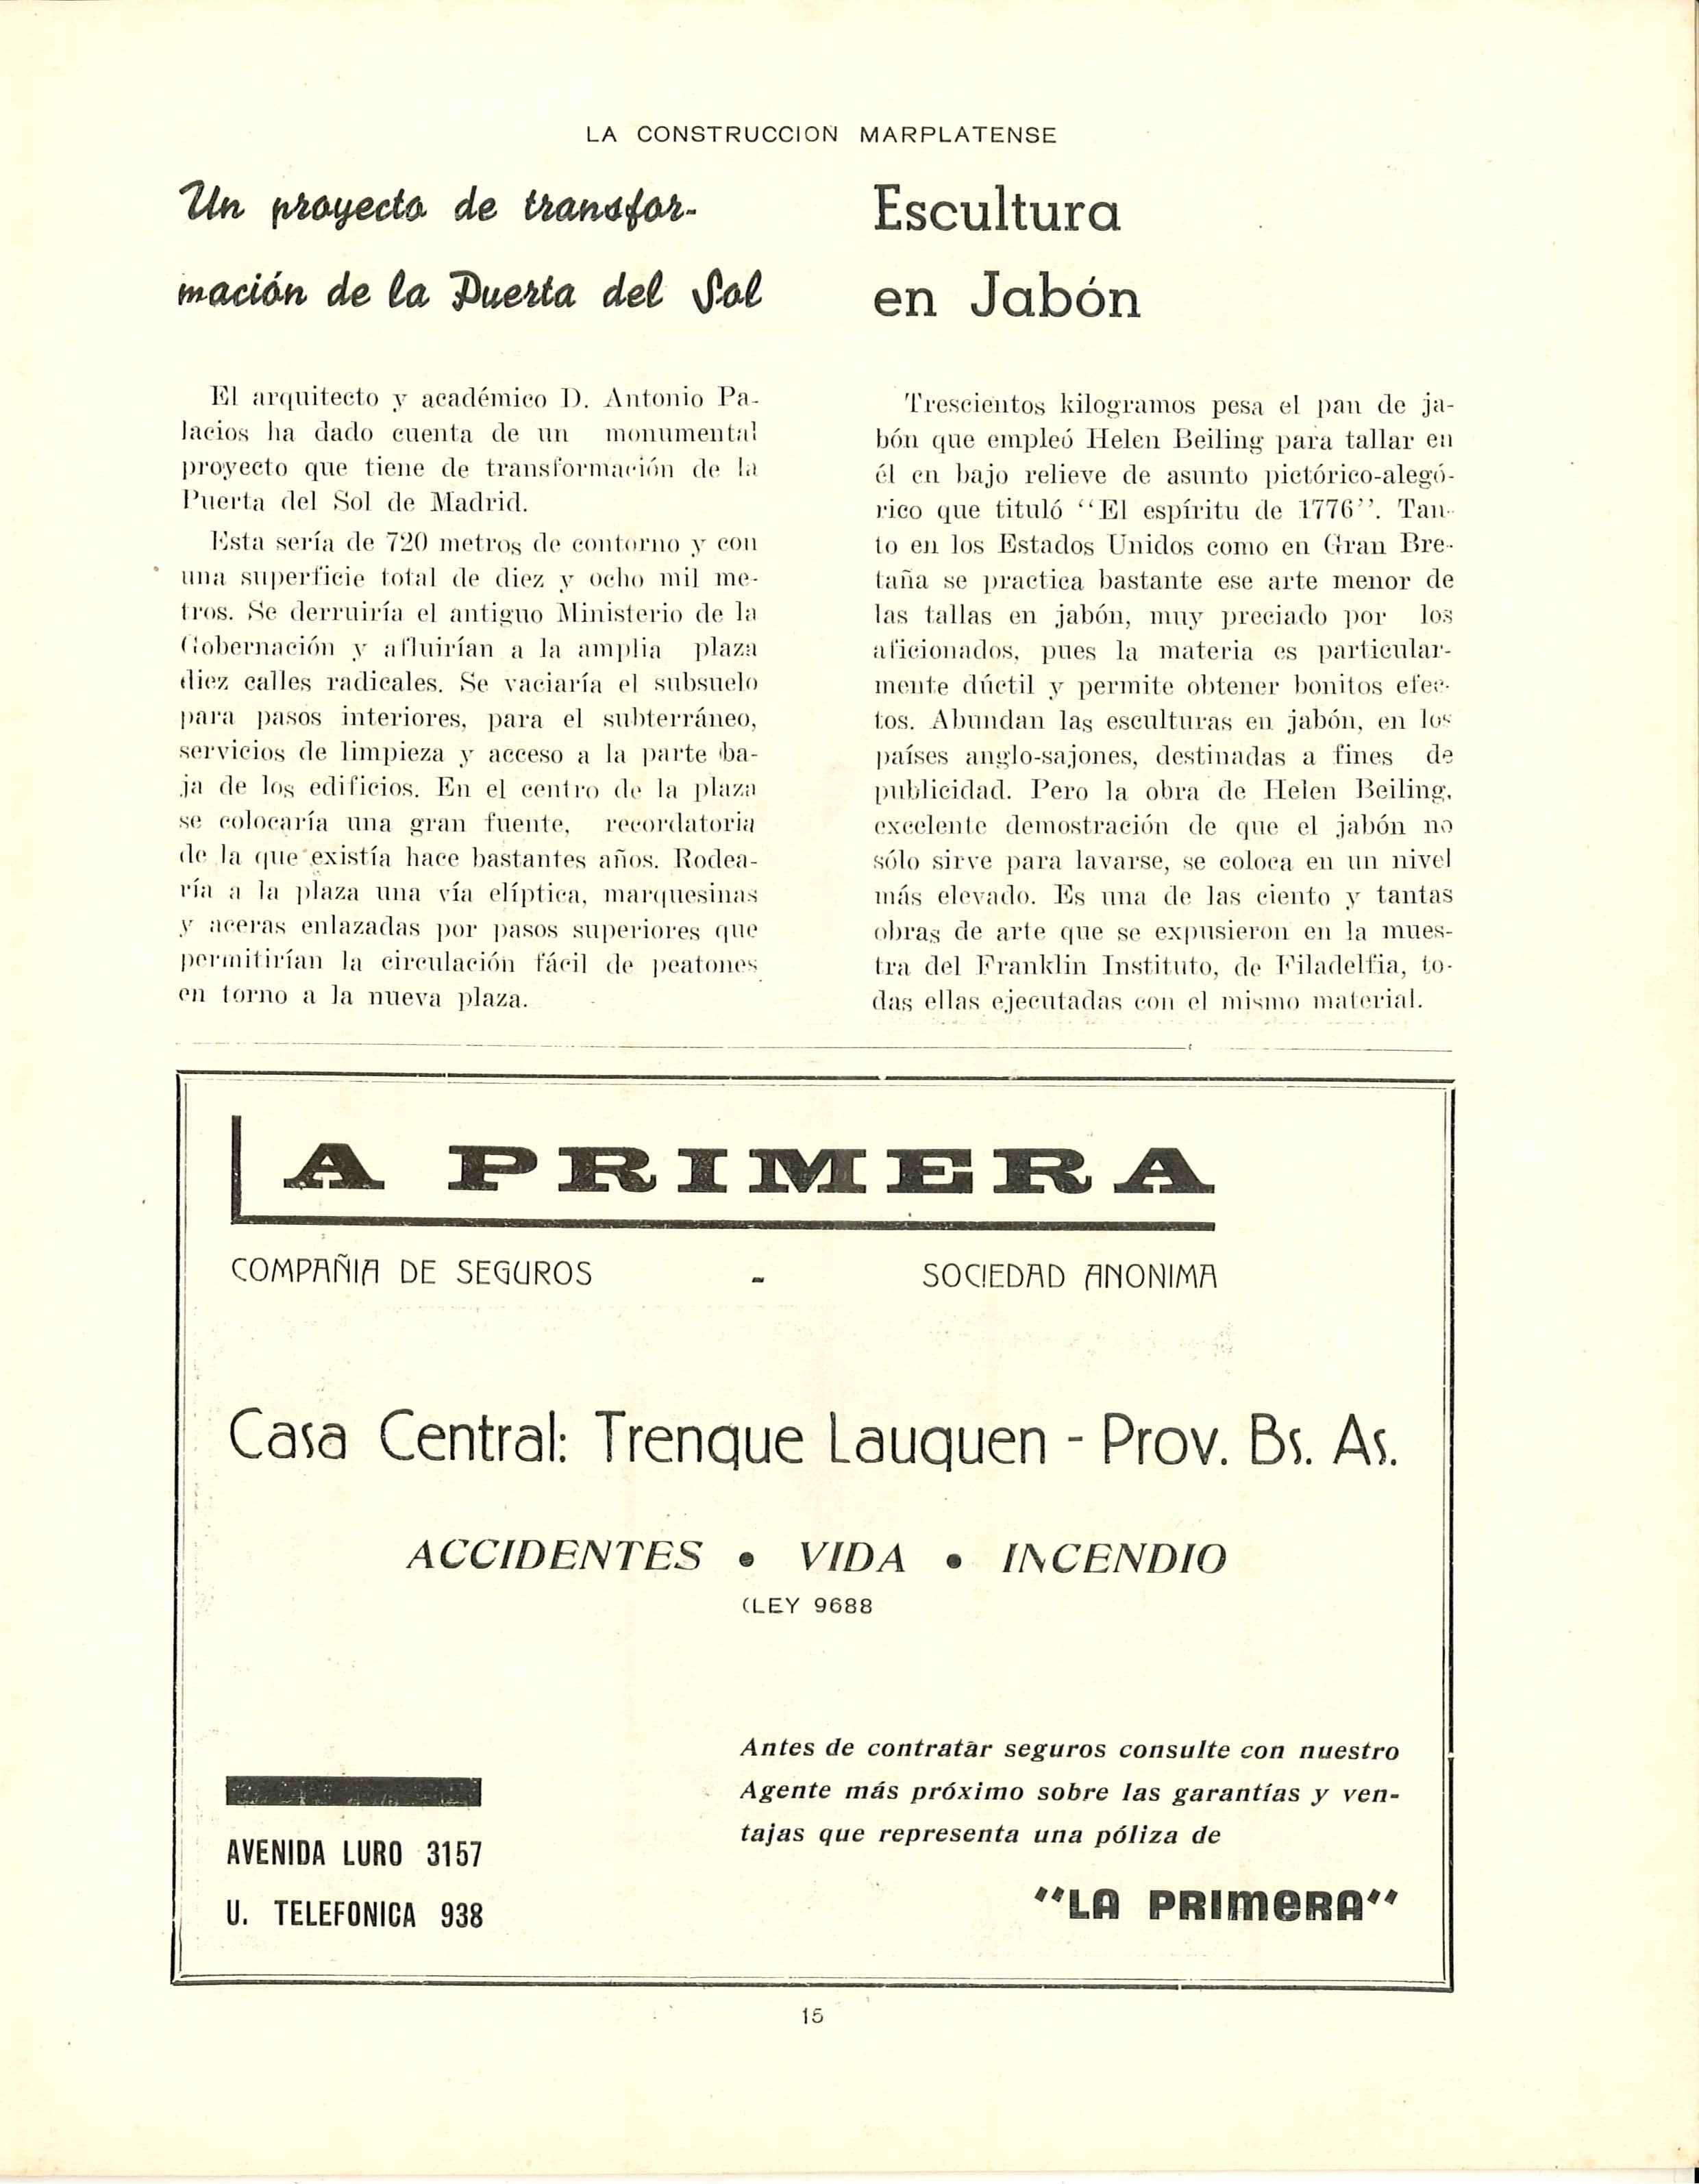 LA CONSTRUCCION MARPLATENSE
Un proyecto de transfor-
mación de la Puerta del Sol
El arquitecto y académico D. Antonio Pa-
lacios ha dado cuenta de un monumental
proyecto que tiene de transformación de la
Puerta del Sol de Madrid.
Esta sería de 720 metros de contorno y con
una superficie total de diez y ocho mil me-
tros. Se derruiría el antiguo Ministerio de la
Gobernación y afluirían a la amplia plaza
diez calles radicales. Se vaciaría el subsuelo
para pasos interiores, para el subterráneo,
servicios de limpieza y acceso a la parte ba-
ja de los edificios. En el centro de la plaza
se colocaría una gran fuente, recordatoria
de la que existía hace bastantes años. Rodea-
ría a la plaza una vía elíptica, marquesinas
y aceras enlazadas por pasos superiores que
permitirían la circulación fácil de peatones
en torno a la nueva plaza.
Escultura
en Jabón
Trescientos kilogramos pesa el pan de ja-
bón que empleó Helen Beiling para tallar en
él en bajo relieve de asunto pictórico-alegó-
rico que tituló "El espíritu de 1776". Tan-
to en los Estados Unidos como en Gran Bre-
taña se practica bastante ese arte menor de
las tallas en jabón, muy preciado por los
aficionados, pues la materia es particular-
mente dúctil y permite obtener bonitos efec-
tos. Abundan las esculturas en jabón, en los
países anglo-sajones, destinadas a fines de
publicidad. Pero la obra de Helen Beiling,
excelente demostración de que el jabón no
sólo sirve para lavarse, se coloca en un nivel
más elevado. Es una de las ciento y tantas
obras de arte que se expusieron en la mues-
tra del Franklin Instituto, de Filadelfia, to-
das ellas ejecutadas con el mismo material.
LA PRIMERA
COMPAÑIA DE SEGUROS - SOCIEDAD ANONIMA
Casa Central: Trenque Lauquen - Prov. Bs. As.
ACCIDENTES • VIDA • INCENDIO
(LEY 9688
Antes de contratar seguros consulte con nuestro
Agente más próximo sobre las garantías y ven-
tajas que representa una póliza de
"LA PRIMERA"
AVENIDA LURO 3157
U. TELEFONICA 938
15